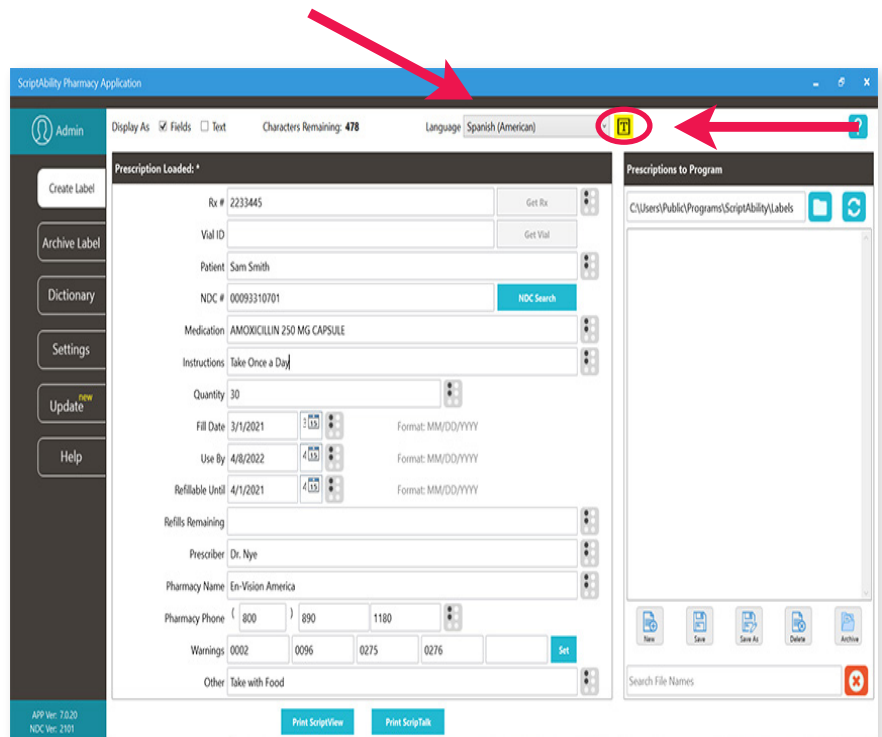 ScriptAbility Pharmacy Application
Admin
Display As Fields Text Characters Remaining: 478 Language Spanish (American) T ?
Create Label
Archive Label
Dictionary
Settings
Update new
Help
APP Ver: 7.0.20
NDC Ver: 2101
Prescription Loaded: *
Rx # 2233445 Get Rx
Vial ID Get Vial
Patient Sam Smith
NDC # 00093310701 NDC Search
Medication AMOXICILLIN 250 MG CAPSULE
Instructions Take Once a Day
Quantity 30
Fill Date 3/1/2021 15 Format: MM/DD/YYYY
Use By 4/8/2022 15 Format: MM/DD/YYYY
Refillable Until 4/1/2021 15 Format: MM/DD/YYYY
Refills Remaining
Prescriber Dr. Nye
Pharmacy Name En-Vision America
Pharmacy Phone ( 800 ) 890 1180
Warnings 0002 0096 0275 0276 Set
Other Take with Food
Print ScriptView Print ScripTalk
Prescriptions to Program
C:\Users\Public\Programs\ScriptAbility\Labels
New Save Save As Delete Archive
Search File Names